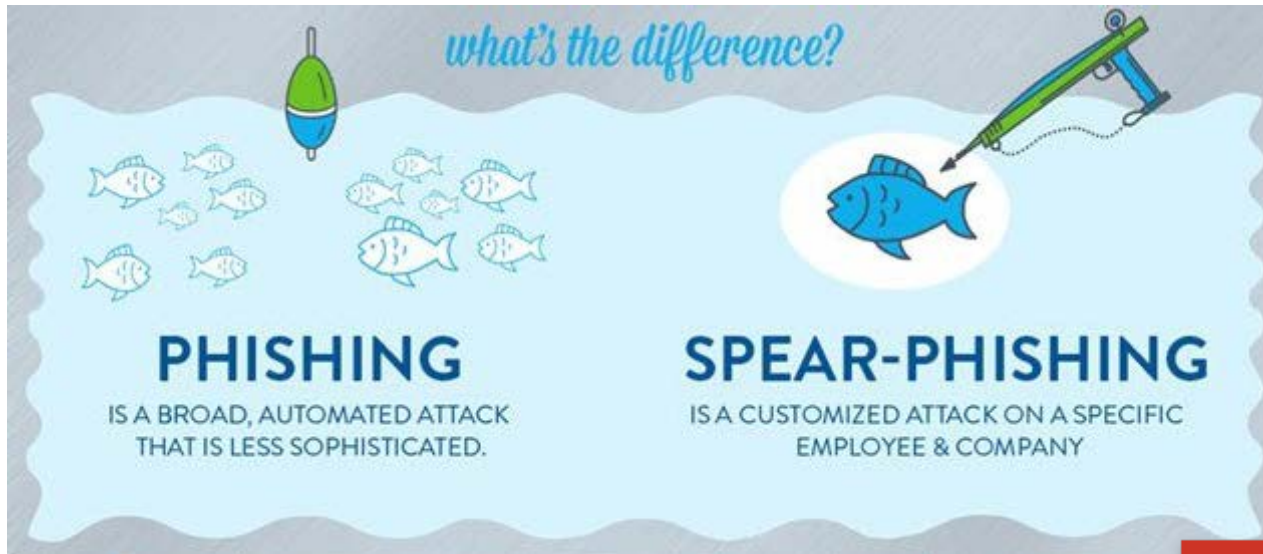 what's the difference?
PHISHING
IS A BROAD, AUTOMATED ATTACK
THAT IS LESS SOPHISTICATED.
SPEAR-PHISHING
IS A CUSTOMIZED ATTACK ON A SPECIFIC
EMPLOYEE & COMPANY